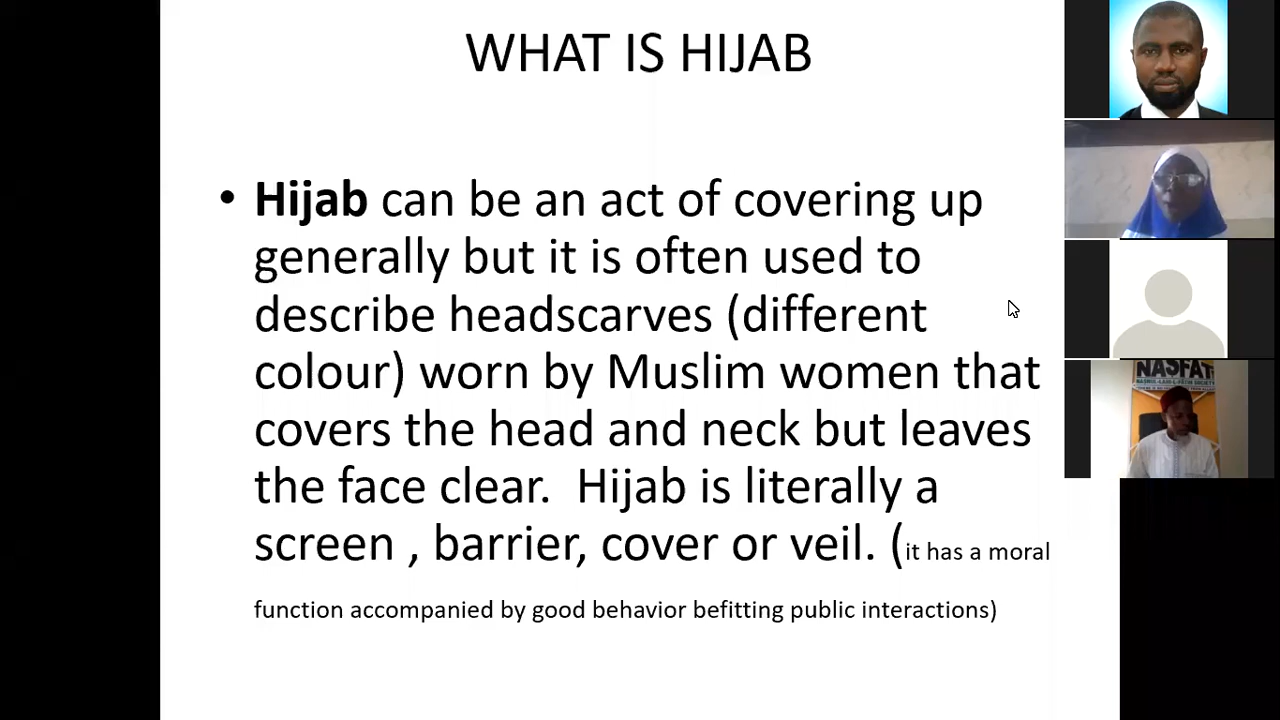 WHAT IS HIJAB
• Hijab can be an act of covering up
generally but it is often used to
describe headscarves (different
colour) worn by Muslim women that
covers the head and neck but leaves
the face clear.  Hijab is literally a
screen , barrier, cover or veil. (it has a moral
function accompanied by good behavior befitting public interactions)
NASFAT